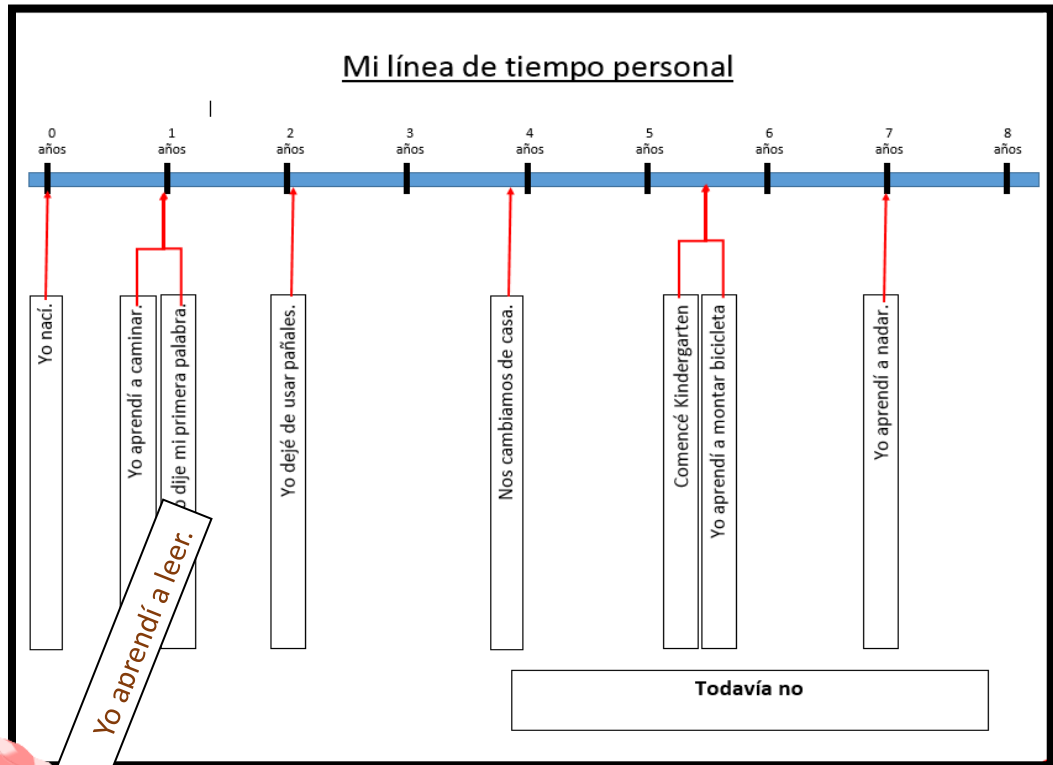 Mi línea de tiempo personal
0 años
1 años
2 años
3 años
4 años
5 años
6 años
7 años
8 años
Yo nací.
Yo aprendí a caminar.
dije mi primera palabra.
Yo dejé de usar pañales.
Nos cambiamos de casa.
Comencé Kindergarten
Yo aprendí a montar bicicleta
Yo aprendí a nadar.
Yo aprendí a leer.
Todavía no